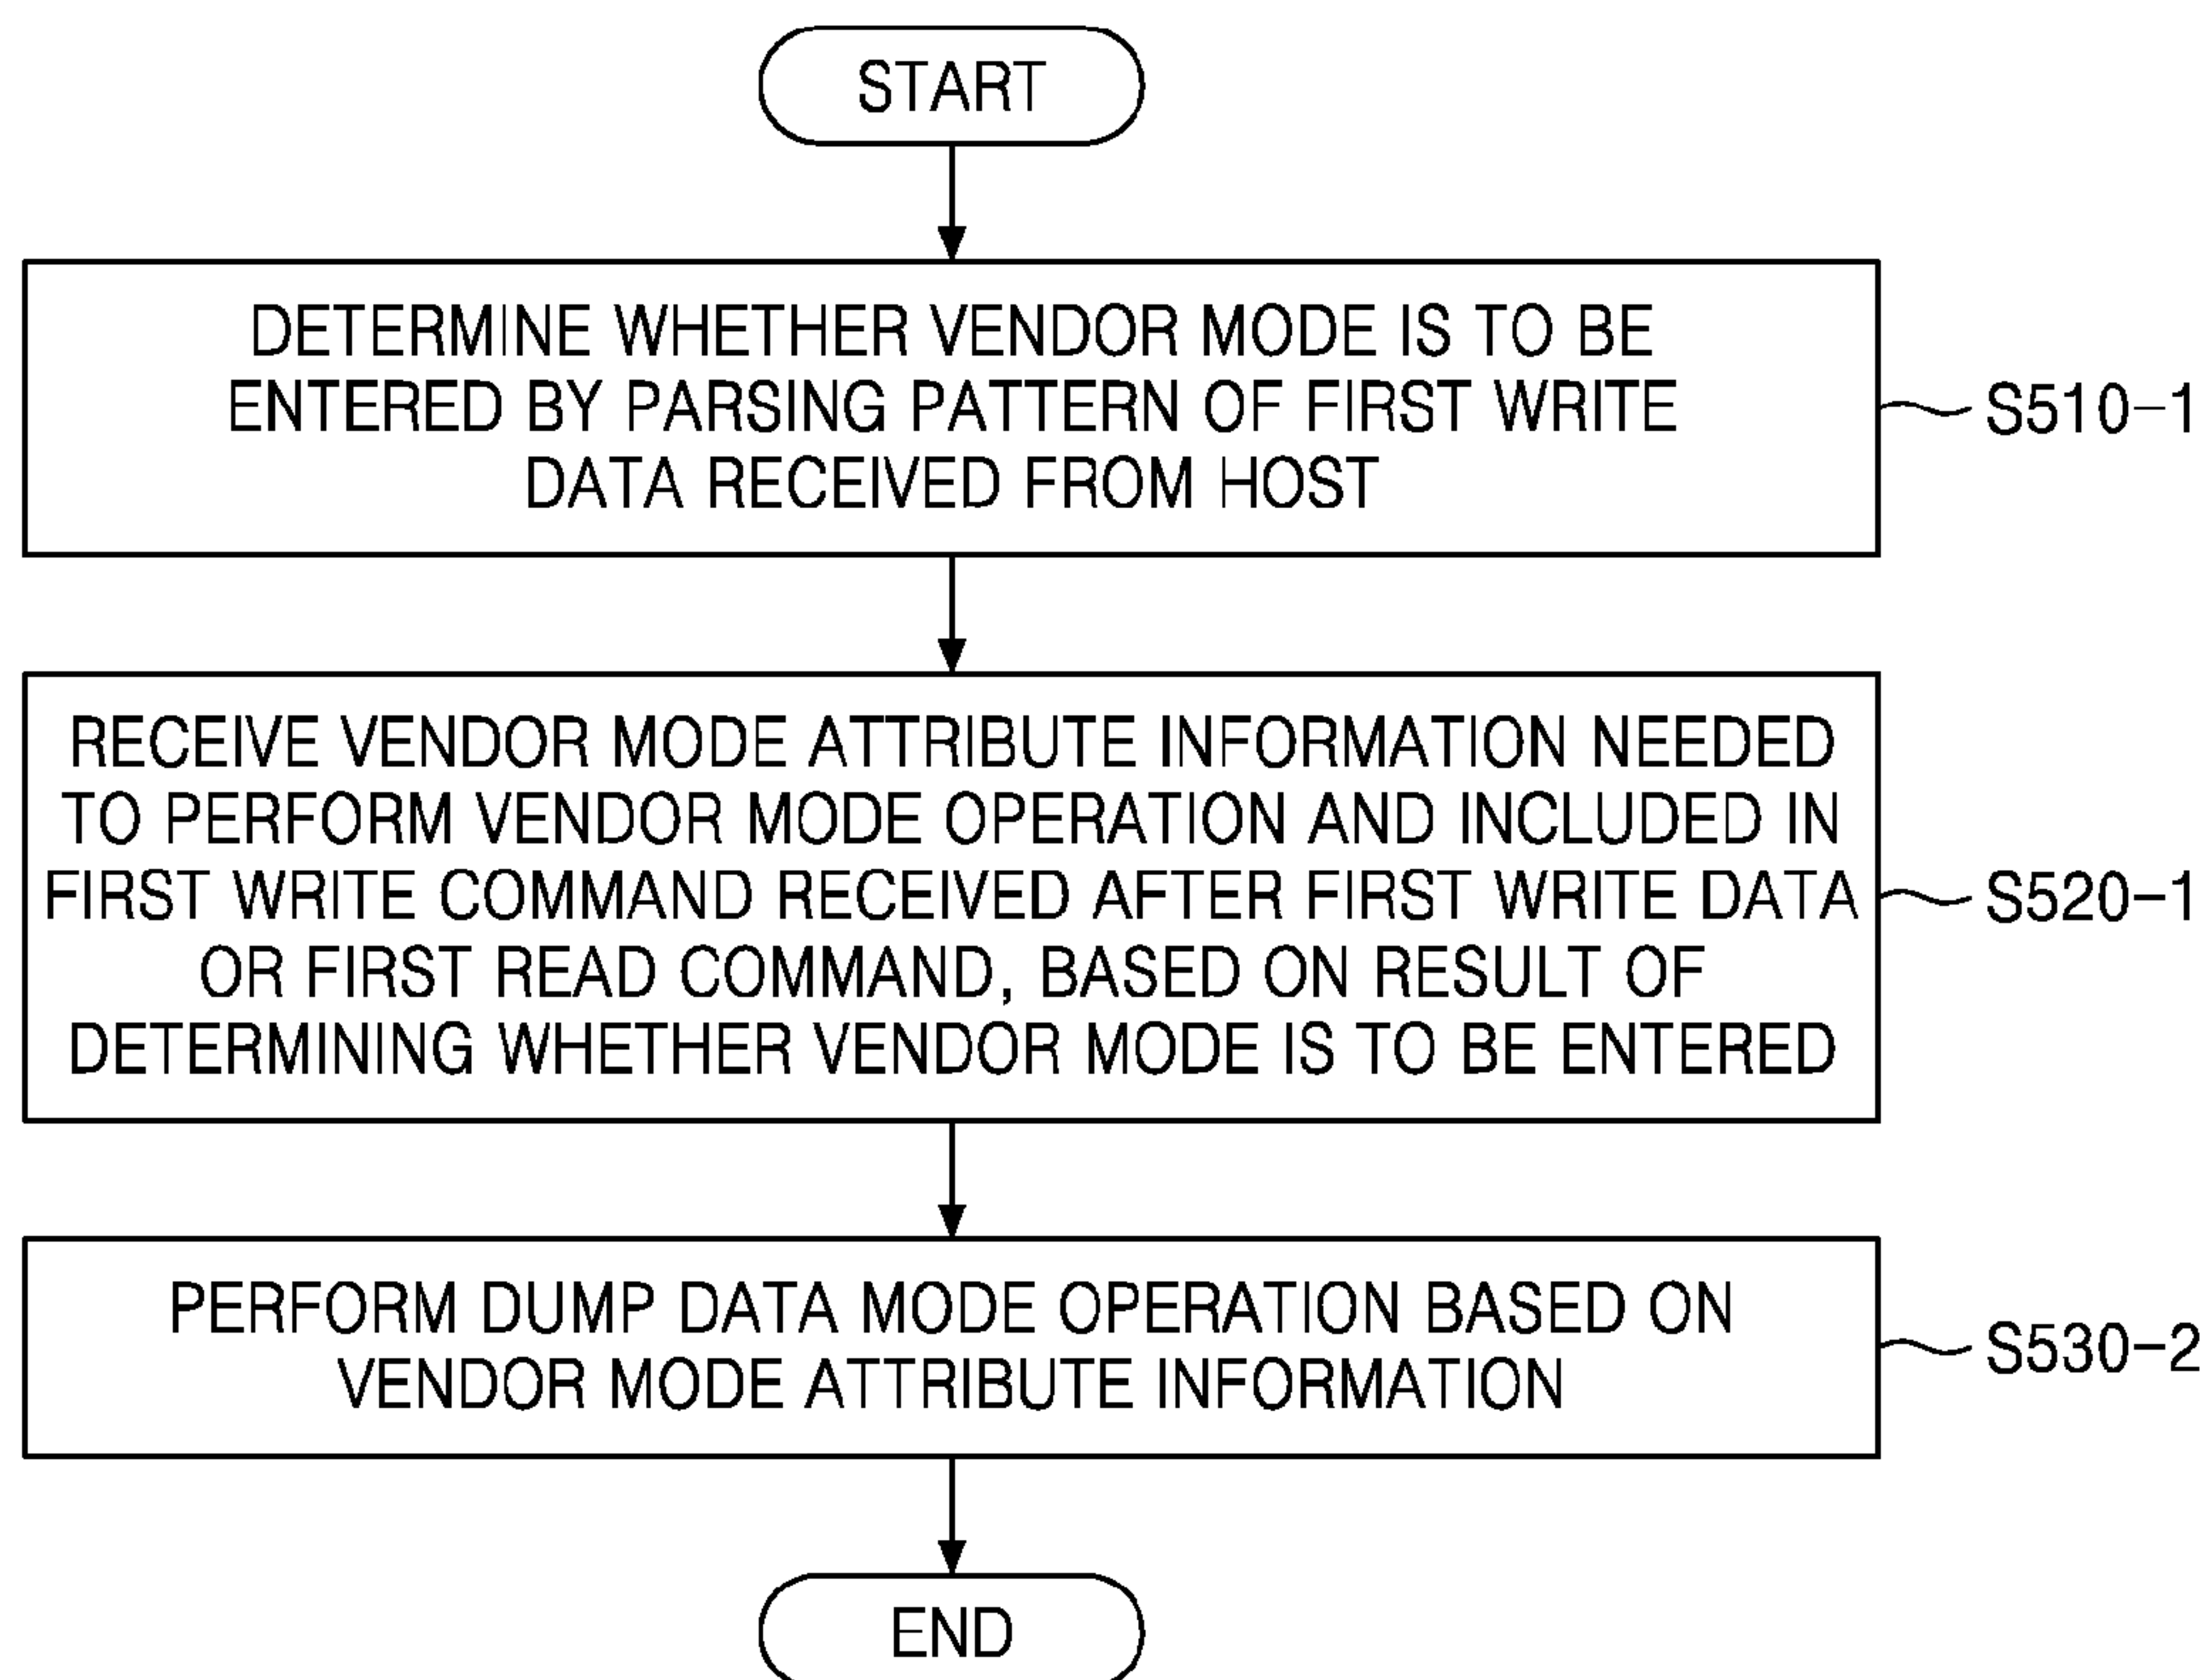 START
DETERMINE WHETHER VENDOR MODE IS TO BE
ENTERED BY PARSING PATTERN OF FIRST WRITE
DATA RECEIVED FROM HOST
S510-1
RECEIVE VENDOR MODE ATTRIBUTE INFORMATION NEEDED
TO PERFORM VENDOR MODE OPERATION AND INCLUDED IN
FIRST WRITE COMMAND RECEIVED AFTER FIRST WRITE DATA
OR FIRST READ COMMAND, BASED ON RESULT OF
DETERMINING WHETHER VENDOR MODE IS TO BE ENTERED
S520-1
PERFORM DUMP DATA MODE OPERATION BASED ON
VENDOR MODE ATTRIBUTE INFORMATION
S530-2
END